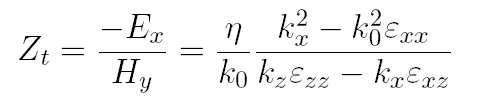 Z_t = \frac{-E_x}{H_y} = \frac{\eta}{k_0} \frac{k_x^2 - k_0^2 \varepsilon_{xx}}{k_z \varepsilon_{zz} - k_x \varepsilon_{xz}}